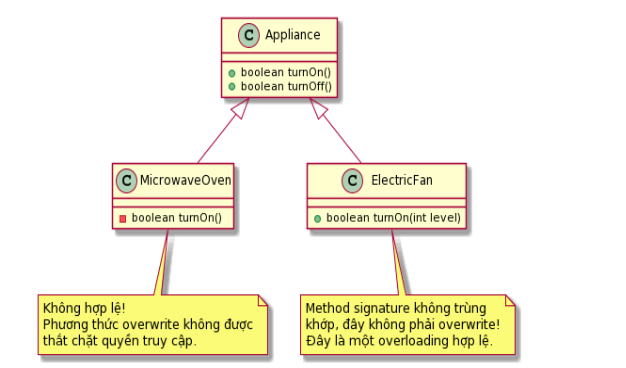 C Appliance
boolean turnOn()
boolean turnOff()
C MicrowaveOven
boolean turnOn()
C ElectricFan
boolean turnOn(int level)
Không hợp lệ!
Phương thức overwrite không được
thắt chặt quyền truy cập.
Method signature không trùng
khớp, đây không phải overwrite!
Đây là một overloading hợp lệ.